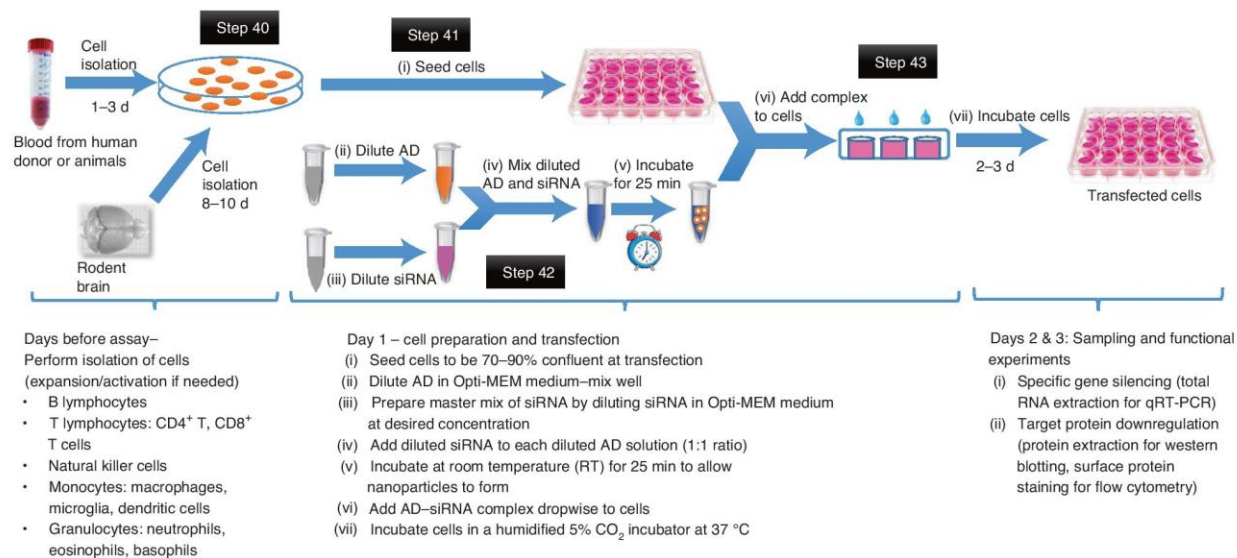 Step 40
Step 41
Step 43
Cell
isolation
1–3 d
Blood from human
donor or animals
Cell
isolation
8–10 d
Rodent
brain
(i) Seed cells
(ii) Dilute AD
(iii) Dilute siRNA
(iv) Mix diluted
AD and siRNA
(v) Incubate
for 25 min
Step 42
(vi) Add complex
to cells
(vii) Incubate cells
2–3 d
Transfected cells
Days before assay–
Perform isolation of cells
(expansion/activation if needed)
• B lymphocytes
• T lymphocytes: CD4⁺ T, CD8⁺
T cells
• Natural killer cells
• Monocytes: macrophages,
microglia, dendritic cells
• Granulocytes: neutrophils,
eosinophils, basophils
Day 1 – cell preparation and transfection
(i) Seed cells to be 70–90% confluent at transfection
(ii) Dilute AD in Opti-MEM medium–mix well
(iii) Prepare master mix of siRNA by diluting siRNA in Opti-MEM medium
at desired concentration
(iv) Add diluted siRNA to each diluted AD solution (1:1 ratio)
(v) Incubate at room temperature (RT) for 25 min to allow
nanoparticles to form
(vi) Add AD–siRNA complex dropwise to cells
(vii) Incubate cells in a humidified 5% CO₂ incubator at 37 °C
Days 2 & 3: Sampling and functional
experiments
(i) Specific gene silencing (total
RNA extraction for qRT-PCR)
(ii) Target protein downregulation
(protein extraction for western
blotting, surface protein
staining for flow cytometry)